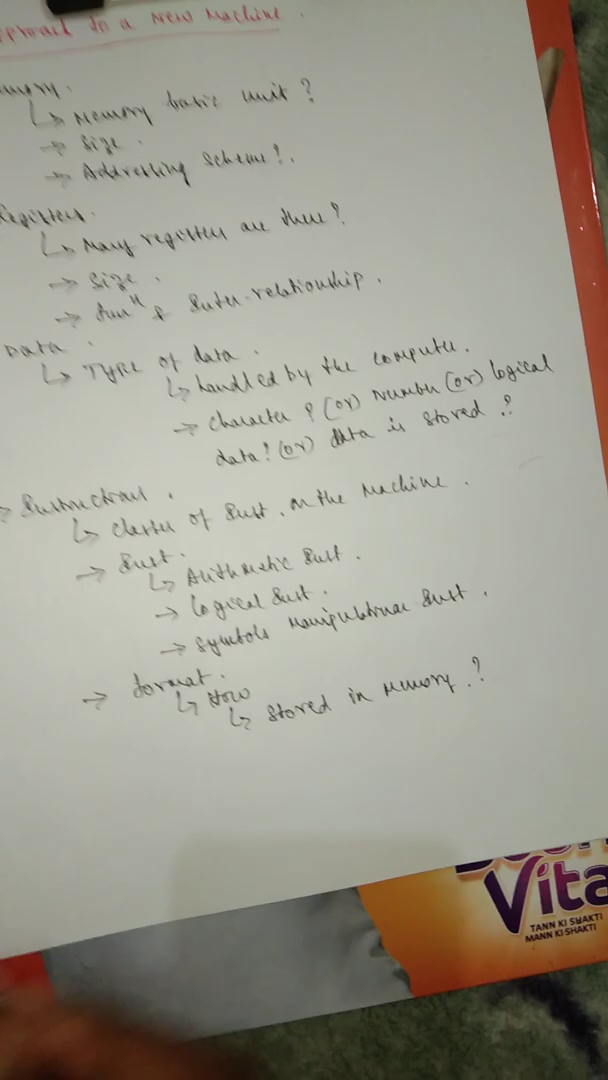 Approach to a New Machine.
Memory.
↳ Memory basic unit?
→ Size.
→ Addressing Scheme?.
Registers.
↳ Many registers are there?
→ Size.
→ funⁿ & Inter-relationship.
Data.
↳ Type of data.
↳ handled by the computer.
→ character? (or) Number (or) logical
data? (or) data is stored?
→ Instructions.
↳ classes of Inst. on the Machine.
→ Inst.
↳ Arithmetic Inst.
→ logical Inst.
→ symbols Manipulation Inst.
→ format.
↳ How
↳ stored in Memory.?
Vita
TANN KI SHAKTI
MANN KI SHAKTI